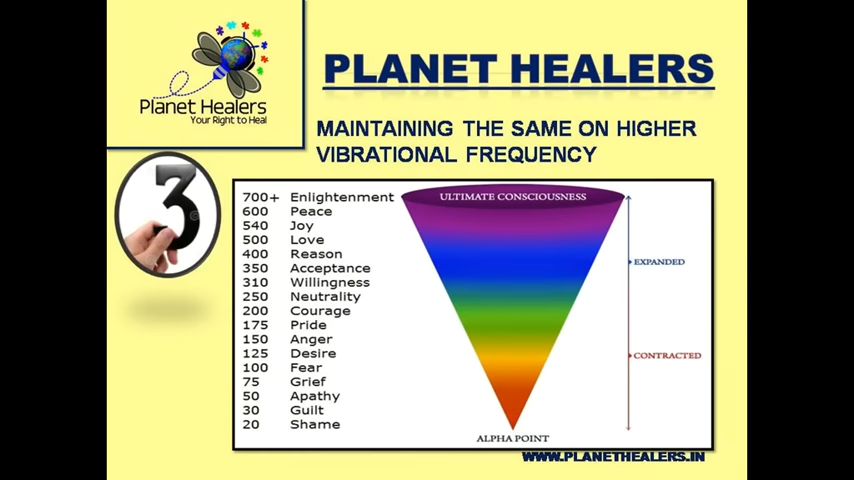 Planet Healers
Your Right to Heal
PLANET HEALERS
MAINTAINING THE SAME ON HIGHER
VIBRATIONAL FREQUENCY
3
700+ Enlightenment
600 Peace
540 Joy
500 Love
400 Reason
350 Acceptance
310 Willingness
250 Neutrality
200 Courage
175 Pride
150 Anger
125 Desire
100 Fear
75 Grief
50 Apathy
30 Guilt
20 Shame
ULTIMATE CONSCIOUSNESS
EXPANDED
CONTRACTED
ALPHA POINT
WWW.PLANETHEALERS.IN